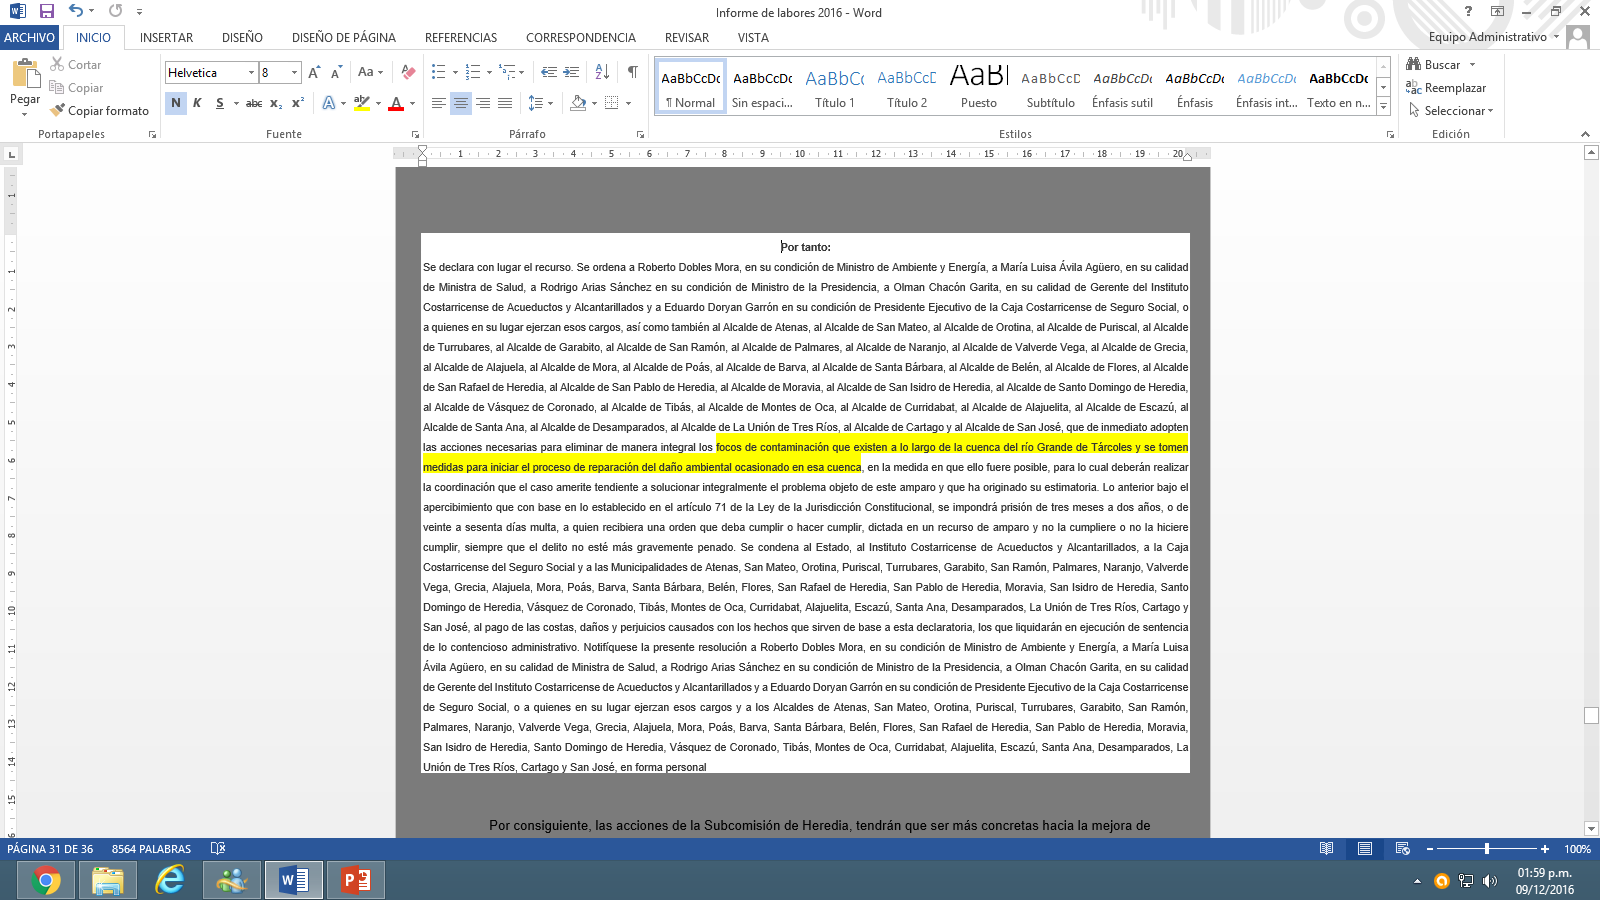 Informe de labores 2016 - Word
ARCHIVO INICIO INSERTAR DISEÑO DISEÑO DE PÁGINA REFERENCIAS CORRESPONDENCIA REVISAR VISTA
Equipo Administrativo
Pegar
Cortar
Copiar
Copiar formato
Portapapeles
Helvetica 8
Fuente
Párrafo
AaBbCcDc AaBbCcDc AaBbCc AaBbCcD AaBl AaBbCcD AaBbCcDc AaBbCcDc AaBbCcDc AaBbCcDc
¶ Normal Sin espaci... Título 1 Título 2 Puesto Subtítulo Énfasis sutil Énfasis Énfasis int... Texto en n...
Estilos
Buscar
Reemplazar
Seleccionar
Edición
1 2 3 4 5 6 7 8 9 10 11 12 13 14 15 16 17 18 19 20
Por tanto:
Se declara con lugar el recurso. Se ordena a Roberto Dobles Mora, en su condición de Ministro de Ambiente y Energía, a María Luisa Ávila Agüero, en su calidad
de Ministra de Salud, a Rodrigo Arias Sánchez en su condición de Ministro de la Presidencia, a Olman Chacón Garita, en su calidad de Gerente del Instituto
Costarricense de Acueductos y Alcantarillados y a Eduardo Doryan Garrón en su condición de Presidente Ejecutivo de la Caja Costarricense de Seguro Social, o
a quienes en su lugar ejerzan esos cargos, así como también al Alcalde de Atenas, al Alcalde de San Mateo, al Alcalde de Orotina, al Alcalde de Puriscal, al Alcalde
de Turrubares, al Alcalde de Garabito, al Alcalde de San Ramón, al Alcalde de Palmares, al Alcalde de Naranjo, al Alcalde de Valverde Vega, al Alcalde de Grecia,
al Alcalde de Alajuela, al Alcalde de Mora, al Alcalde de Poás, al Alcalde de Barva, al Alcalde de Santa Bárbara, al Alcalde de Belén, al Alcalde de Flores, al Alcalde
de San Rafael de Heredia, al Alcalde de San Pablo de Heredia, al Alcalde de Moravia, al Alcalde de San Isidro de Heredia, al Alcalde de Santo Domingo de Heredia,
al Alcalde de Vásquez de Coronado, al Alcalde de Tibás, al Alcalde de Montes de Oca, al Alcalde de Curridabat, al Alcalde de Alajuelita, al Alcalde de Escazú, al
Alcalde de Santa Ana, al Alcalde de Desamparados, al Alcalde de La Unión de Tres Ríos, al Alcalde de Cartago y al Alcalde de San José, que de inmediato adopten
las acciones necesarias para eliminar de manera integral los focos de contaminación que existen a lo largo de la cuenca del río Grande de Tárcoles y se tomen
medidas para iniciar el proceso de reparación del daño ambiental ocasionado en esa cuenca, en la medida en que ello fuere posible, para lo cual deberán realizar
la coordinación que el caso amerite tendiente a solucionar integralmente el problema objeto de este amparo y que ha originado su estimatoria. Lo anterior bajo el
apercibimiento que con base en lo establecido en el artículo 71 de la Ley de la Jurisdicción Constitucional, se impondrá prisión de tres meses a dos años, o de
veinte a sesenta días multa, a quien recibiera una orden que deba cumplir o hacer cumplir, dictada en un recurso de amparo y no la cumpliere o no la hiciere
cumplir, siempre que el delito no esté más gravemente penado. Se condena al Estado, al Instituto Costarricense de Acueductos y Alcantarillados, a la Caja
Costarricense del Seguro Social y a las Municipalidades de Atenas, San Mateo, Orotina, Puriscal, Turrubares, Garabito, San Ramón, Palmares, Naranjo, Valverde
Vega, Grecia, Alajuela, Mora, Poás, Barva, Santa Bárbara, Belén, Flores, San Rafael de Heredia, San Pablo de Heredia, Moravia, San Isidro de Heredia, Santo
Domingo de Heredia, Vásquez de Coronado, Tibás, Montes de Oca, Curridabat, Alajuelita, Escazú, Santa Ana, Desamparados, La Unión de Tres Ríos, Cartago y
San José, al pago de las costas, daños y perjuicios causados con los hechos que sirven de base a esta declaratoria, los que liquidarán en ejecución de sentencia
de lo contencioso administrativo. Notifíquese la presente resolución a Roberto Dobles Mora, en su condición de Ministro de Ambiente y Energía, a María Luisa
Ávila Agüero, en su calidad de Ministra de Salud, a Rodrigo Arias Sánchez en su condición de Ministro de la Presidencia, a Olman Chacón Garita, en su calidad
de Gerente del Instituto Costarricense de Acueductos y Alcantarillados y a Eduardo Doryan Garrón en su condición de Presidente Ejecutivo de la Caja Costarricense
de Seguro Social, o a quienes en su lugar ejerzan esos cargos y a los Alcaldes de Atenas, San Mateo, Orotina, Puriscal, Turrubares, Garabito, San Ramón,
Palmares, Naranjo, Valverde Vega, Grecia, Alajuela, Mora, Poás, Barva, Santa Bárbara, Belén, Flores, San Rafael de Heredia, San Pablo de Heredia, Moravia,
San Isidro de Heredia, Santo Domingo de Heredia, Vásquez de Coronado, Tibás, Montes de Oca, Curridabat, Alajuelita, Escazú, Santa Ana, Desamparados, La
Unión de Tres Ríos, Cartago y San José, en forma personal
Por consiguiente, las acciones de la Subcomisión de Heredia, tendrán que ser más concretas hacia la mejora de
PÁGINA 31 DE 36 8564 PALABRAS 100%
01:59 p.m.
09/12/2016